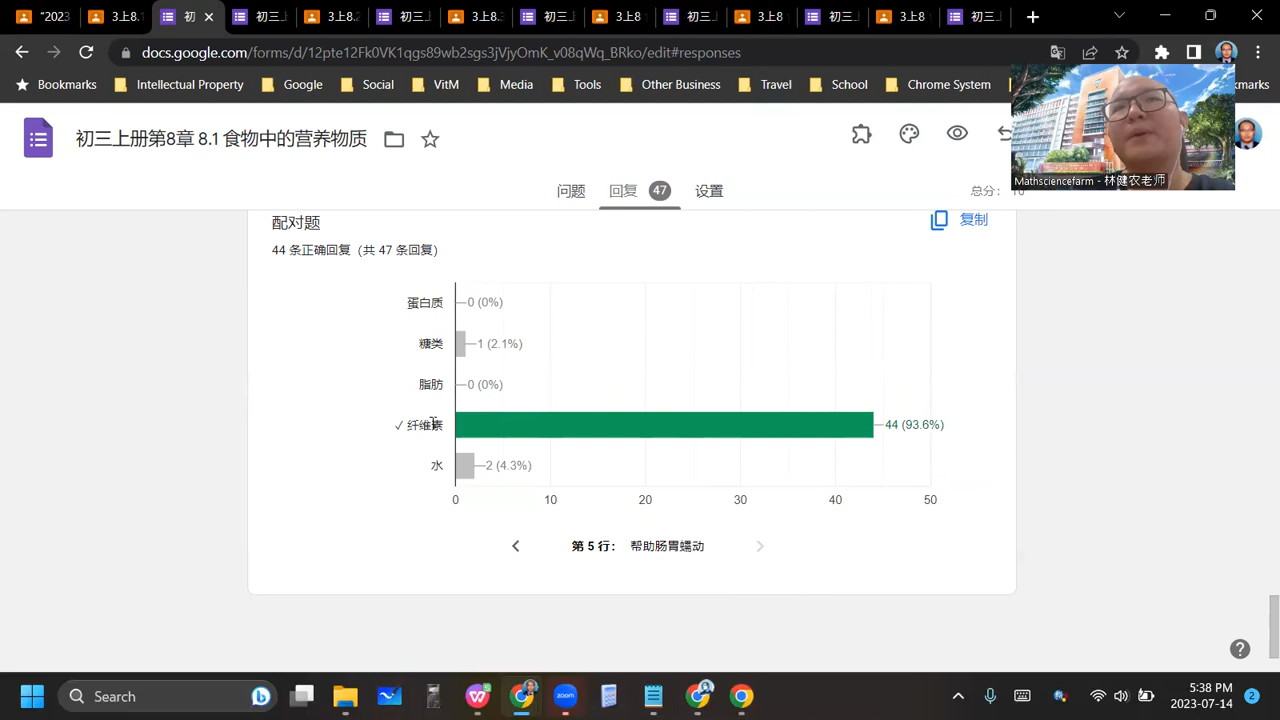 "2023
3上8.1
初
初三上
3上8.2
初三上
3上8.3
初三上
3上8
初三上
3上8
初三上
3上8
初三上
docs.google.com/forms/d/12pte12Fk0VK1qgs89wb2sgs3jVjyOmK_v08qWq_BRko/edit#responses
Bookmarks
Intellectual Property
Google
Social
VitM
Media
Tools
Other Business
Travel
School
Chrome System
kmarks
初三上册第8章 8.1 食物中的营养物质
Mathsciencefarm - 林健农老师
问题
回复 47
设置
总分: 10
配对题
复制
44 条正确回复（共 47 条回复）
蛋白质 0 (0%)
糖类 1 (2.1%)
脂肪 0 (0%)
✓ 纤维素 44 (93.6%)
水 2 (4.3%)
0 10 20 30 40 50
第 5 行： 帮助肠胃蠕动
Search
5:38 PM
2023-07-14
2